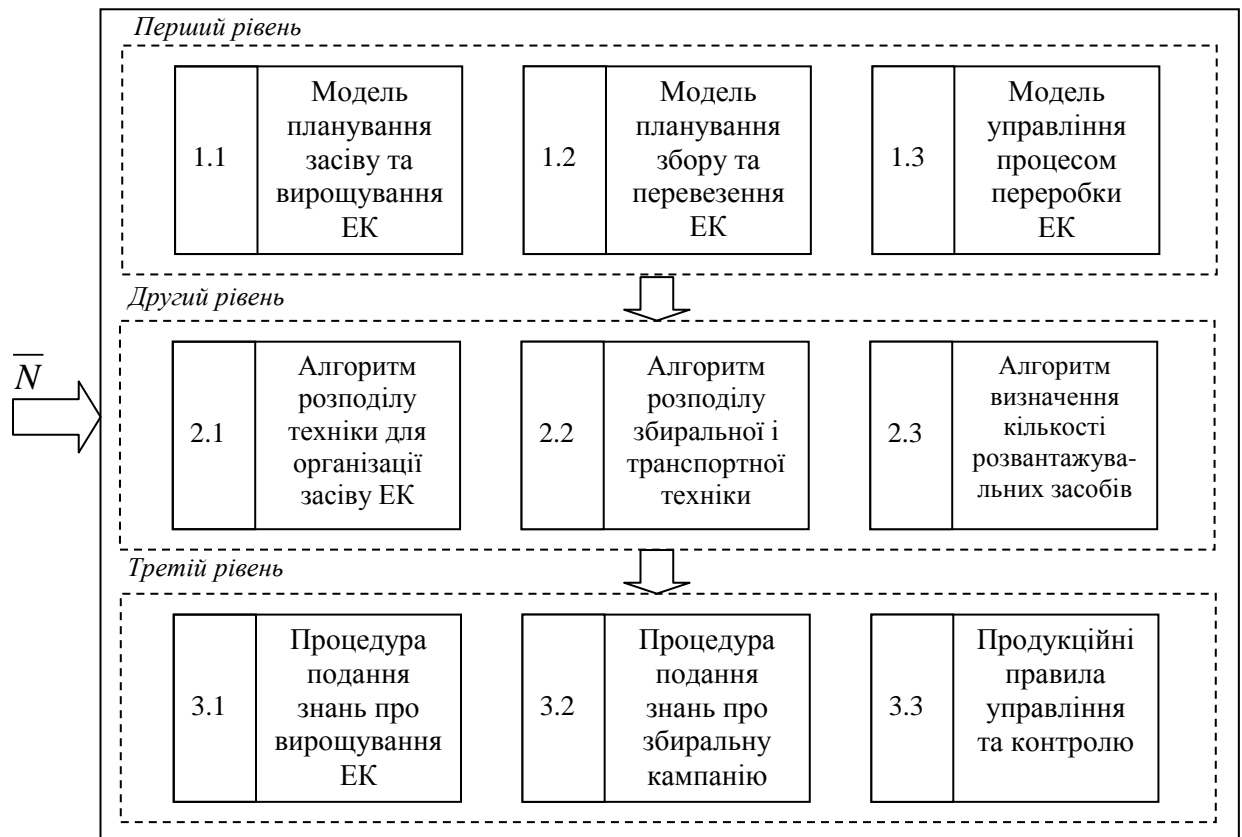 Перший рівень
1.1
Модель
планування
засіву та
вирощування
ЕК
1.2
Модель
планування
збору та
перевезення
ЕК
1.3
Модель
управління
процесом
переробки
ЕК
Другий рівень
N̅
2.1
Алгоритм
розподілу
техніки для
організації
засіву ЕК
2.2
Алгоритм
розподілу
збиральної і
транспортної
техніки
2.3
Алгоритм
визначення
кількості
розвантажува-
льних засобів
Третій рівень
3.1
Процедура
подання
знань про
вирощування
ЕК
3.2
Процедура
подання
знань про
збиральну
кампанію
3.3
Продукційні
правила
управління
та контролю